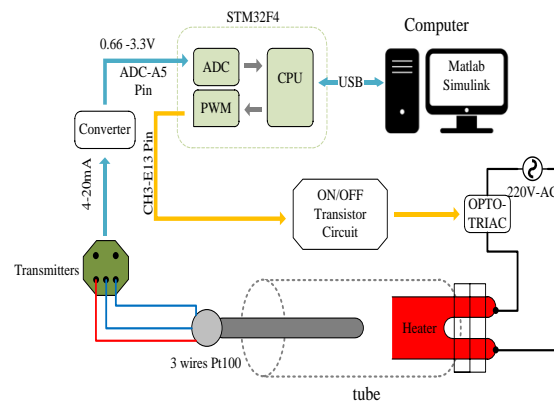 STM32F4
Computer
0.66 -3.3V
ADC-A5
Pin
ADC
CPU
PWM
USB
Matlab
Simulink
Converter
4-20mA
CH3-E13 Pin
ON/OFF
Transistor
Circuit
OPTO-
TRIAC
220V-AC
Transmitters
Heater
3 wires Pt100
tube